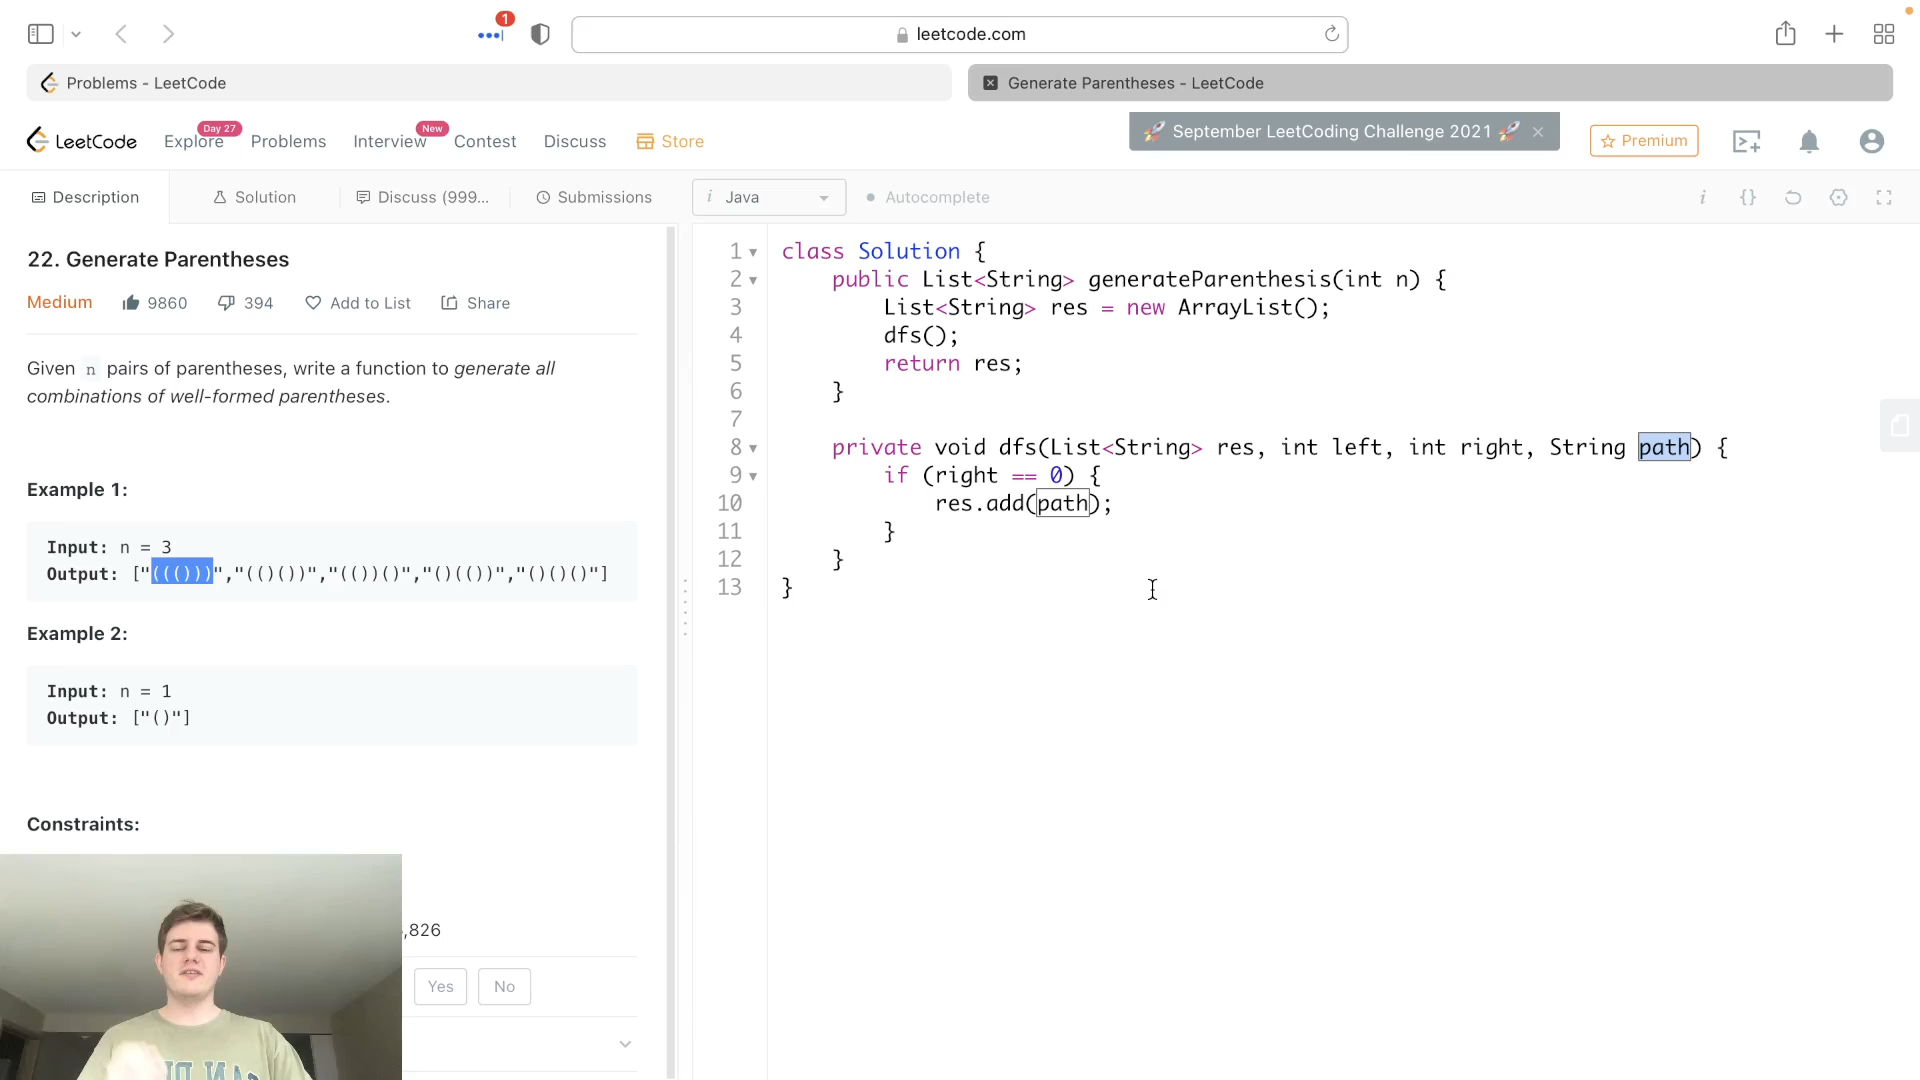 1
leetcode.com
Problems - LeetCode
Generate Parentheses - LeetCode
LeetCode Explore Day 27 Problems Interview New Contest Discuss Store
🚀 September LeetCoding Challenge 2021 🚀 ×
Premium
Description Solution Discuss (999... Submissions
i Java Autocomplete
i {}
22. Generate Parentheses
Medium 9860 394 Add to List Share
Given n pairs of parentheses, write a function to generate all
combinations of well-formed parentheses.
Example 1:
Input: n = 3
Output: ["((()))","(()())","(())()","()(())","()()()"]
Example 2:
Input: n = 1
Output: ["()"]
Constraints:
,826
Yes No
1 class Solution {
2 public List<String> generateParenthesis(int n) {
3 List<String> res = new ArrayList();
4 dfs();
5 return res;
6 }
7
8 private void dfs(List<String> res, int left, int right, String path) {
9 if (right == 0) {
10 res.add(path);
11 }
12 }
13 }